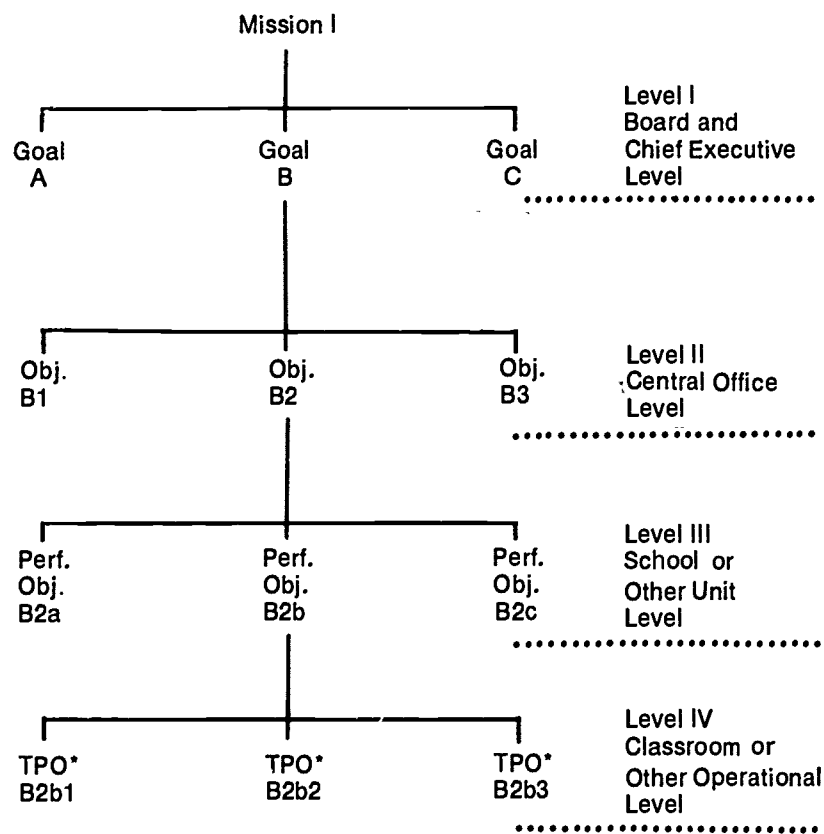 Mission I
Goal
A
Goal
B
Goal
C
Level I
Board and
Chief Executive
Level
Obj.
B1
Obj.
B2
Obj.
B3
Level II
Central Office
Level
Perf.
Obj.
B2a
Perf.
Obj.
B2b
Perf.
Obj.
B2c
Level III
School or
Other Unit
Level
TPO*
B2b1
TPO*
B2b2
TPO*
B2b3
Level IV
Classroom or
Other Operational
Level